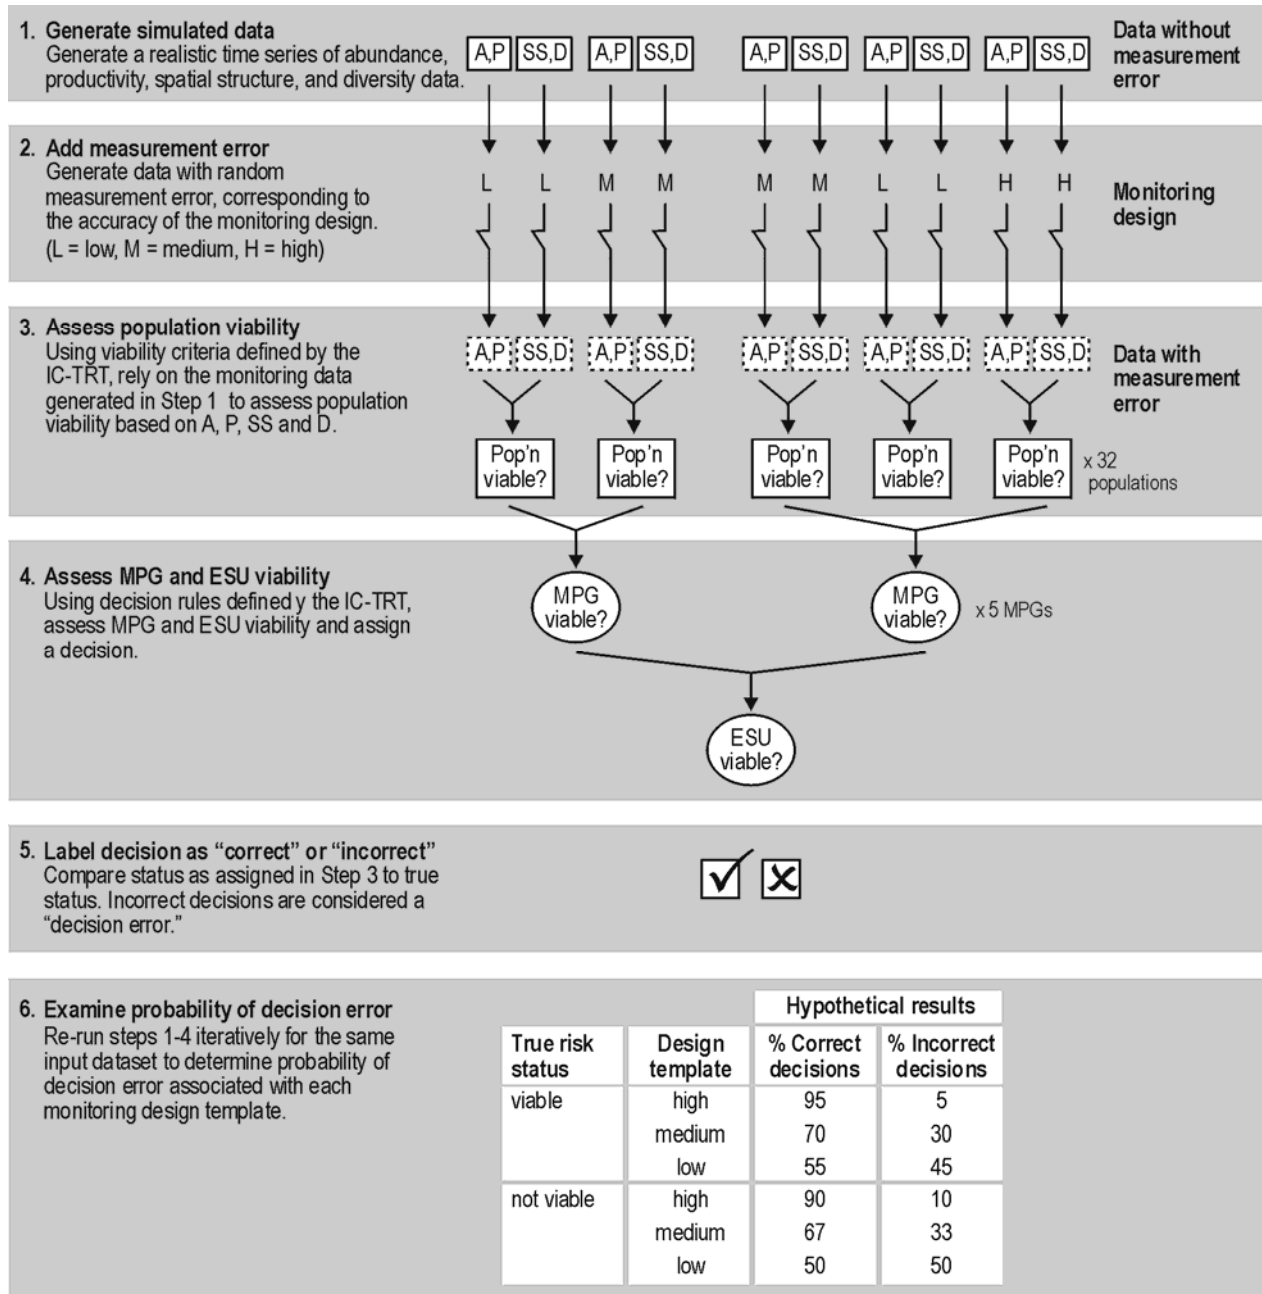 1. Generate simulated data
Generate a realistic time series of abundance,
productivity, spatial structure, and diversity data.
A,P SS,D A,P SS,D A,P SS,D A,P SS,D A,P SS,D
Data without
measurement
error
2. Add measurement error
Generate data with random
measurement error, corresponding to
the accuracy of the monitoring design.
(L = low, M = medium, H = high)
L L M M M M L L H H
Monitoring
design
3. Assess population viability
Using viability criteria defined by the
IC-TRT, rely on the monitoring data
generated in Step 1 to assess population
viability based on A, P, SS and D.
A,P SS,D A,P SS,D A,P SS,D A,P SS,D A,P SS,D
Data with
measurement
error
Pop'n
viable?
Pop'n
viable?
Pop'n
viable?
Pop'n
viable?
Pop'n
viable?
x 32
populations
4. Assess MPG and ESU viability
Using decision rules defined y the IC-TRT,
assess MPG and ESU viability and assign
a decision.
MPG
viable?
MPG
viable?
x 5 MPGs
ESU
viable?
5. Label decision as “correct” or “incorrect”
Compare status as assigned in Step 3 to true
status. Incorrect decisions are considered a
“decision error.”
6. Examine probability of decision error
Re-run steps 1-4 iteratively for the same
input dataset to determine probability of
decision error associated with each
monitoring design template.
Hypothetical results
True risk Design % Correct % Incorrect
status template decisions decisions
viable high 95 5
medium 70 30
low 55 45
not viable high 90 10
medium 67 33
low 50 50